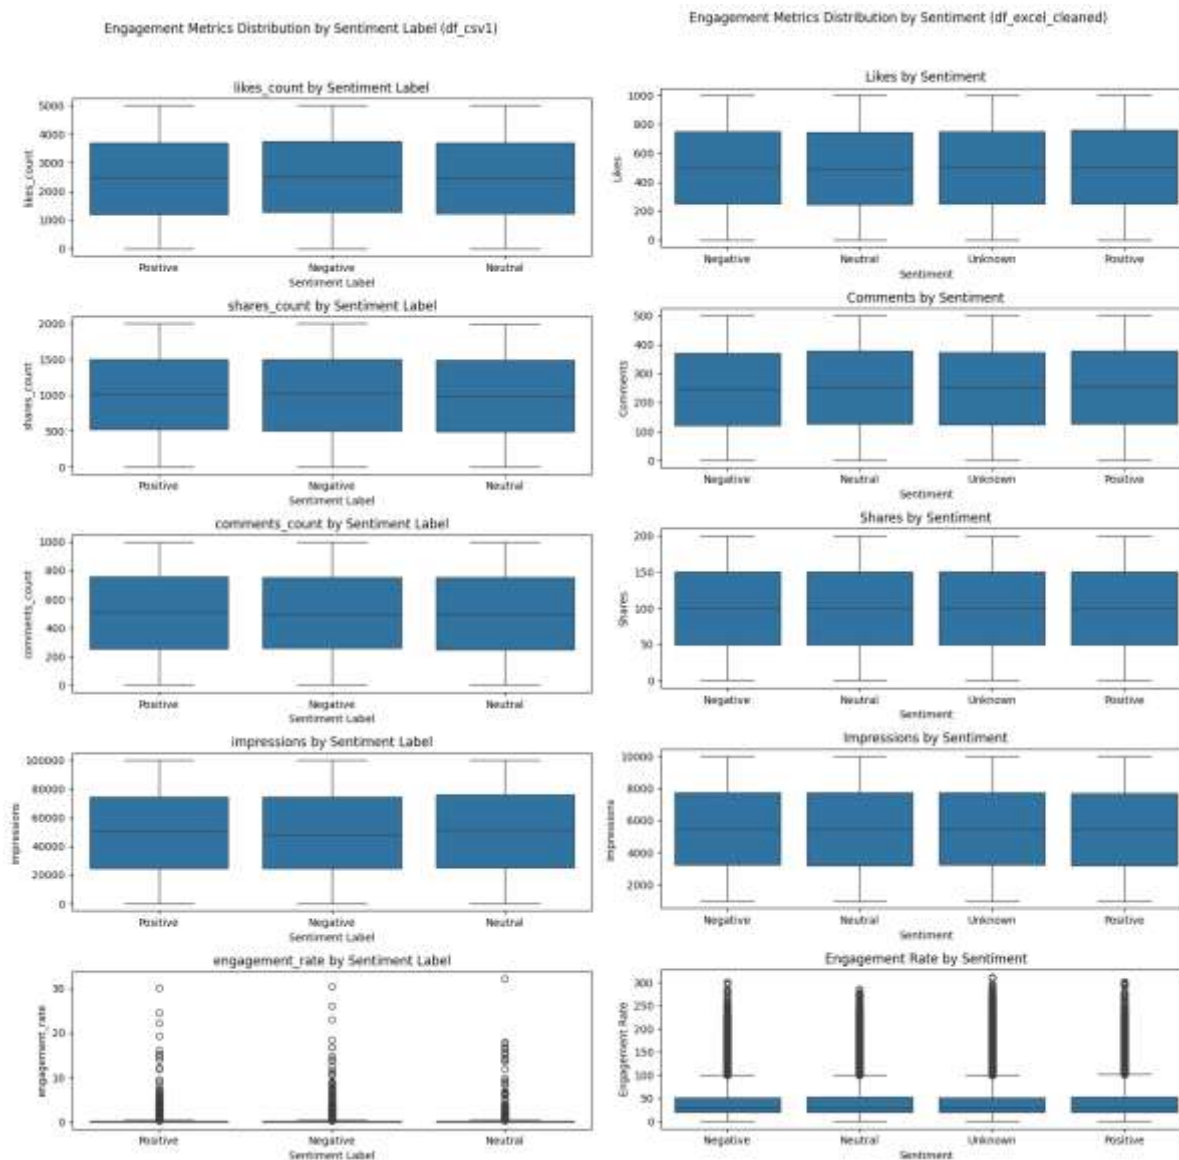 Engagement Metrics Distribution by Sentiment Label (df_csv1)
likes_count by Sentiment Label
5000
4000
3000
2000
1000
0
likes_count
Positive Negative Neutral
Sentiment Label
shares_count by Sentiment Label
2000
1500
1000
500
0
shares_count
Positive Negative Neutral
Sentiment Label
comments_count by Sentiment Label
1000
800
600
400
200
0
comments_count
Positive Negative Neutral
Sentiment Label
impressions by Sentiment Label
100000
80000
60000
40000
20000
0
impressions
Positive Negative Neutral
Sentiment Label
engagement_rate by Sentiment Label
30
20
10
0
engagement_rate
Positive Negative Neutral
Sentiment Label
Engagement Metrics Distribution by Sentiment (df_excel_cleaned)
Likes by Sentiment
1000
800
600
400
200
0
Likes
Negative Neutral Unknown Positive
Sentiment
Comments by Sentiment
500
400
300
200
100
0
Comments
Negative Neutral Unknown Positive
Sentiment
Shares by Sentiment
200
150
100
50
0
Shares
Negative Neutral Unknown Positive
Sentiment
Impressions by Sentiment
10000
8000
6000
4000
2000
Impressions
Negative Neutral Unknown Positive
Sentiment
Engagement Rate by Sentiment
300
250
200
150
100
50
0
Engagement Rate
Negative Neutral Unknown Positive
Sentiment